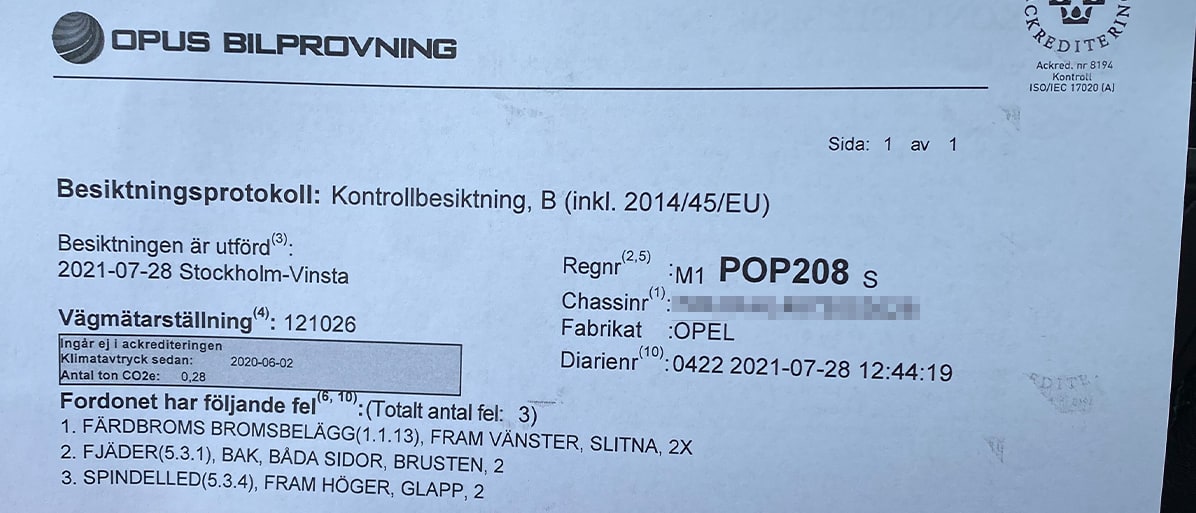 OPUS BILPROVNING
ACKREDITERING
Ackred. nr 8194
Kontroll
ISO/IEC 17020 (A)
Sida: 1 av 1
Besiktningsprotokoll: Kontrollbesiktning, B (inkl. 2014/45/EU)
Besiktningen är utförd(3):
2021-07-28 Stockholm-Vinsta
Regnr(2,5) :M1 POP208 S
Chassinr(1):
Fabrikat :OPEL
Diarienr(10):0422 2021-07-28 12:44:19
Vägmätarställning(4): 121026
Ingår ej i ackrediteringen
Klimatavtryck sedan: 2020-06-02
Antal ton CO2e: 0,28
Fordonet har följande fel(6, 10):(Totalt antal fel: 3)
1. FÄRDBROMS BROMSBELÄGG(1.1.13), FRAM VÄNSTER, SLITNA, 2X
2. FJÄDER(5.3.1), BAK, BÅDA SIDOR, BRUSTEN, 2
3. SPINDELLED(5.3.4), FRAM HÖGER, GLAPP, 2